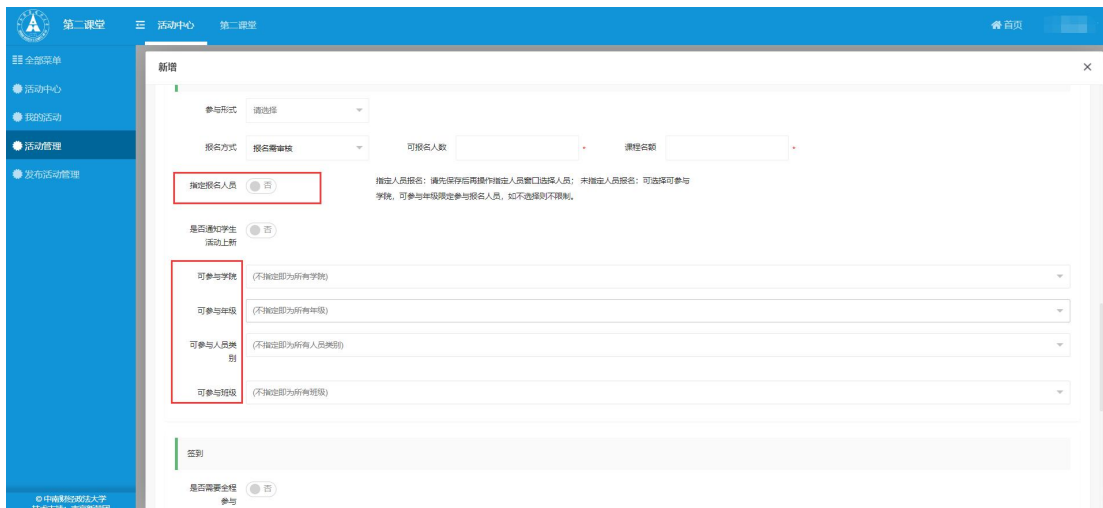 第二课堂 活动中心 第二课堂 首页
全部菜单
活动中心
我的活动
活动管理
发布活动管理
新增 ×
参与形式 请选择
报名方式 报名需审核 可报名人数 * 课程名额 *
指定报名人员 否 指定人员报名：请先保存后再操作指定人员窗口选择人员； 未指定人员报名：可选择可参与
学院，可参与年级限定参与报名人员，如不选择则不限制。
是否通知学生 否
活动上新
可参与学院 (不指定即为所有学院)
可参与年级 (不指定即为所有年级)
可参与人员类 (不指定即为所有人员类别)
别
可参与班级 (不指定即为所有班级)
签到
是否需要全程 否
参与
© 中南财经政法大学